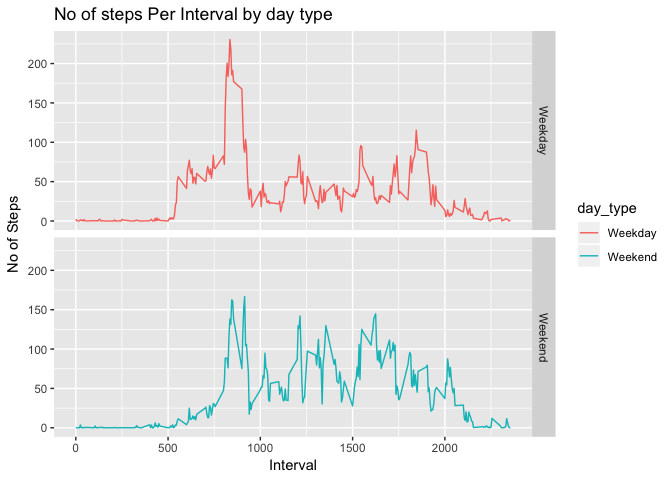 No of steps Per Interval by day type
No of Steps
200
150
100
50
0
Weekday
200
150
100
50
0
Weekend
0
500
1000
1500
2000
Interval
day_type
Weekday
Weekend